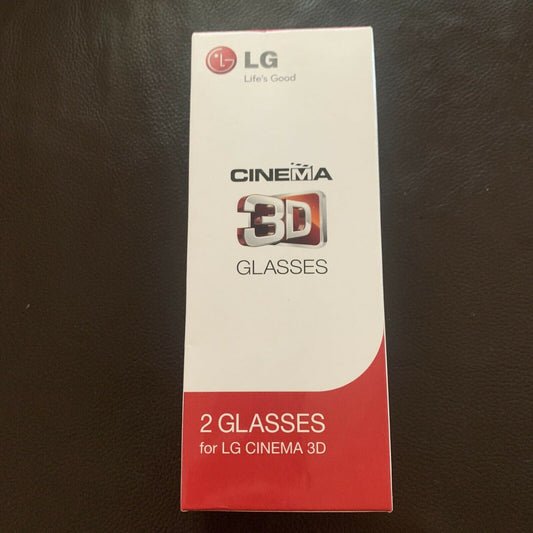 LG
Life's Good
CINEMA
3D
GLASSES
2 GLASSES
for LG CINEMA 3D